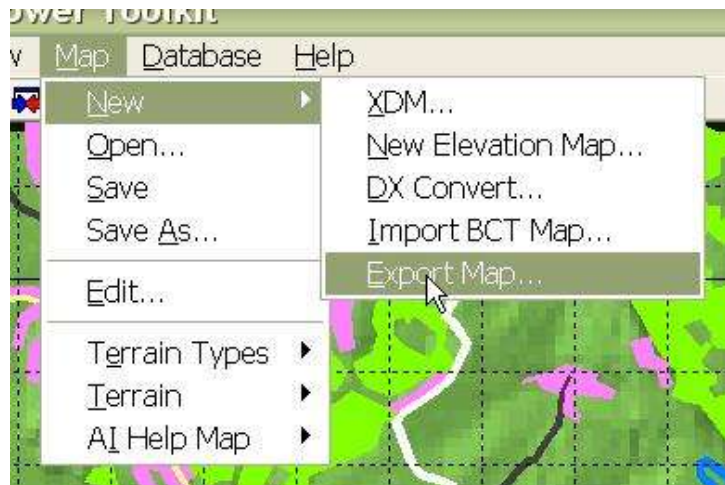 ower Toolkit
Map Database Help
New
Open...
Save
Save As...
Edit...
Terrain Types
Terrain
AI Help Map
XDM...
New Elevation Map...
DX Convert...
Import BCT Map...
Export Map...